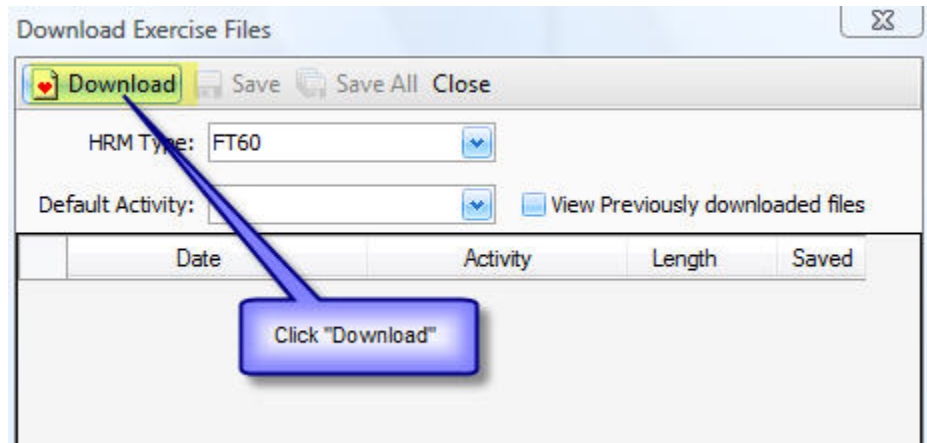 Download Exercise Files
Download Save Save All Close
HRM Type: FT60
Default Activity: View Previously downloaded files
Date Activity Length Saved
Click "Download"